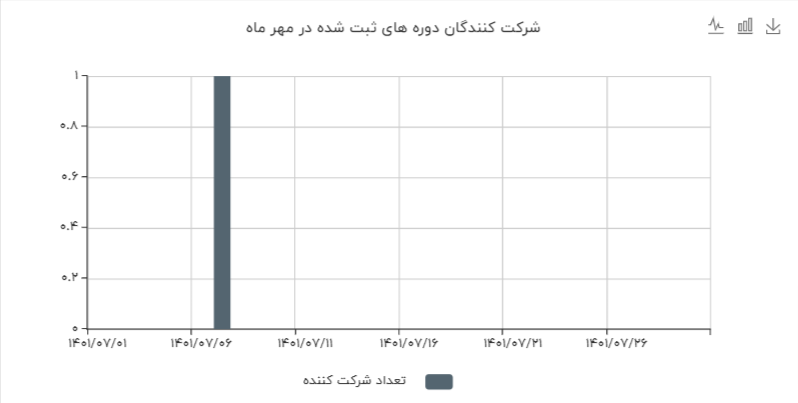 شرکت کنندگان دوره های ثبت شده در مهر ماه
۱
۰.۸
۰.۶
۰.۴
۰.۲
۰
۱۴۰۱/۰۷/۰۱ ۱۴۰۱/۰۷/۰۶ ۱۴۰۱/۰۷/۱۱ ۱۴۰۱/۰۷/۱۶ ۱۴۰۱/۰۷/۲۱ ۱۴۰۱/۰۷/۲۶
تعداد شرکت کننده